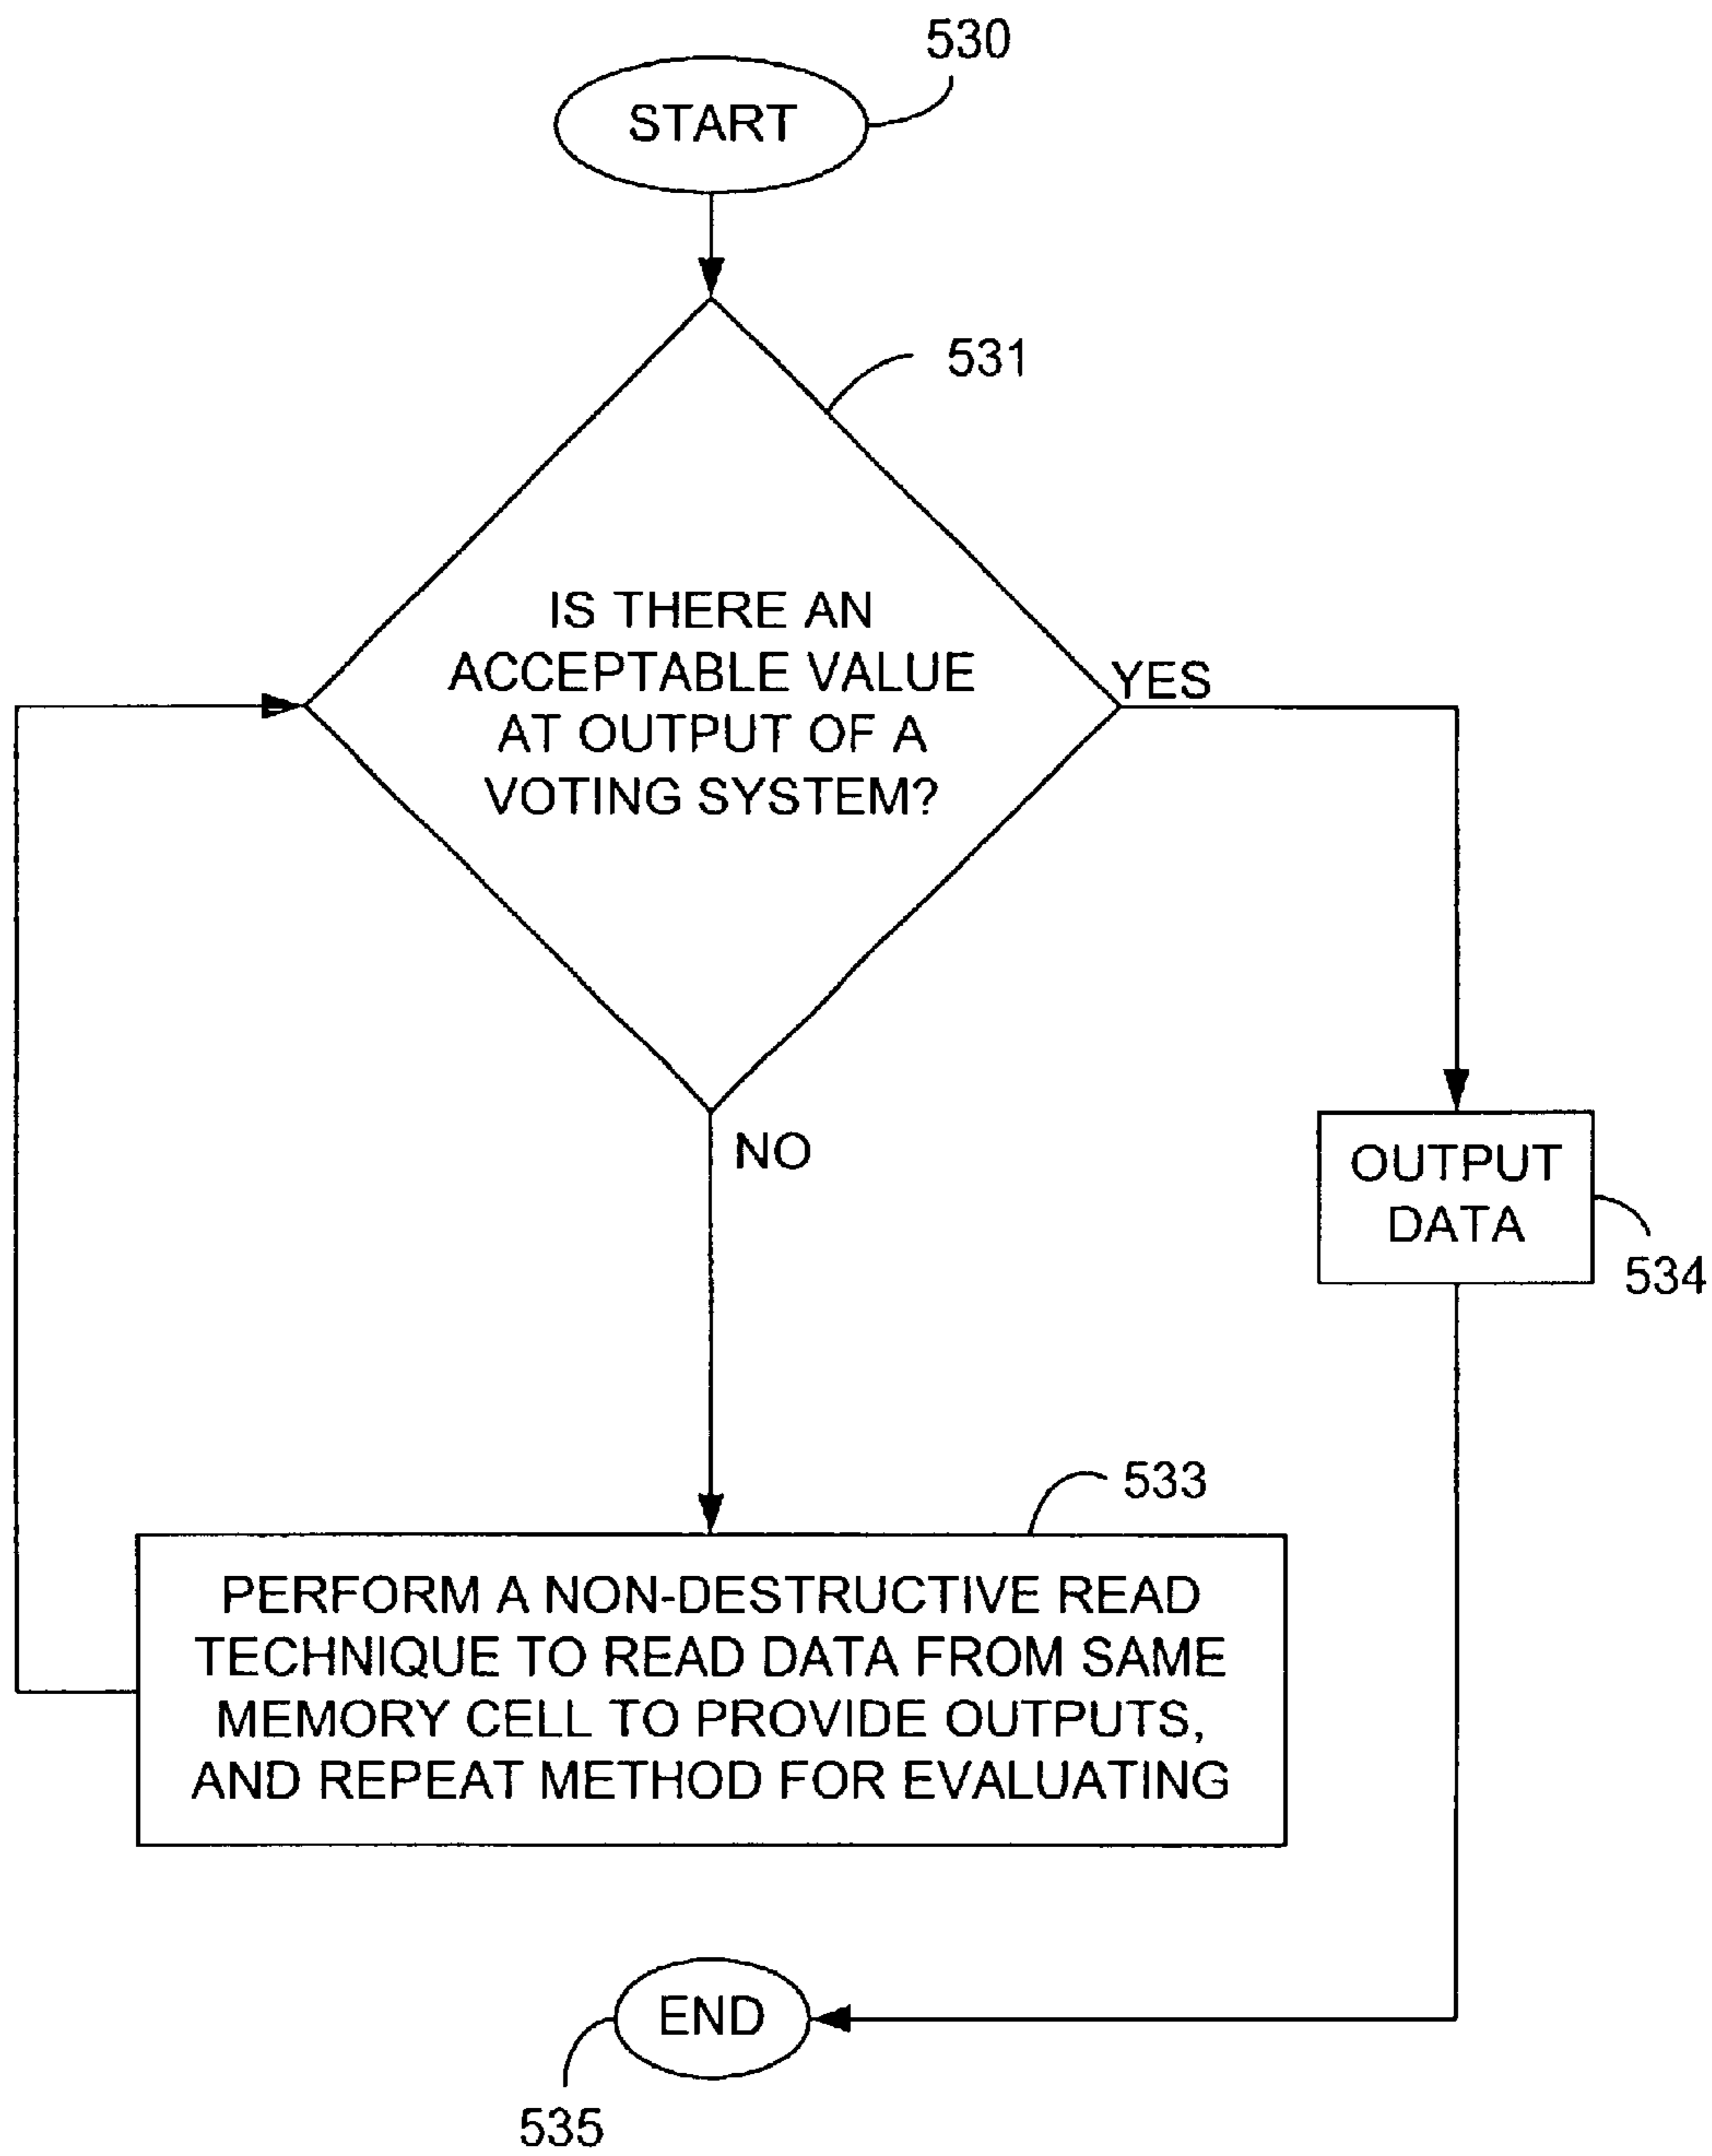 530
START
531
IS THERE AN
ACCEPTABLE VALUE
AT OUTPUT OF A
VOTING SYSTEM?
YES
NO
OUTPUT
DATA
534
533
PERFORM A NON-DESTRUCTIVE READ
TECHNIQUE TO READ DATA FROM SAME
MEMORY CELL TO PROVIDE OUTPUTS,
AND REPEAT METHOD FOR EVALUATING
END
535